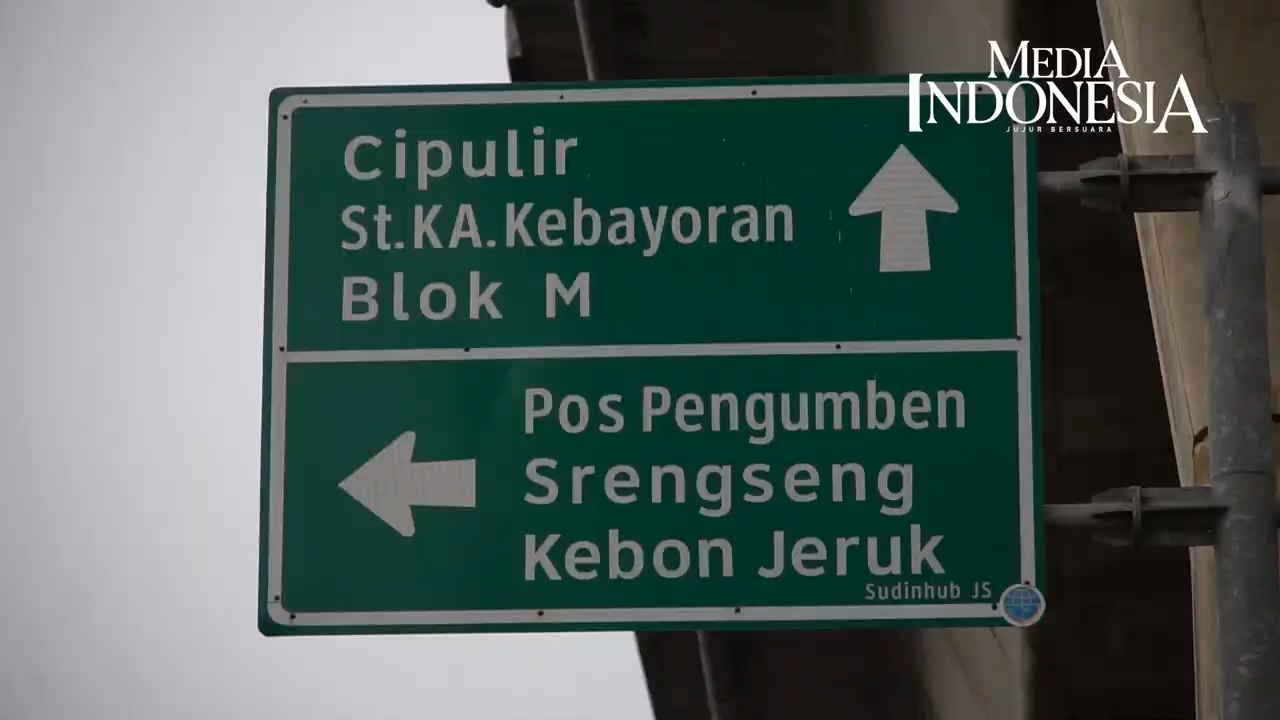 MEDIA
INDONESIA
JUJUR BERSUARA
Cipulir
St.KA.Kebayoran
Blok M
Pos Pengumben
Srengseng
Kebon Jeruk
Sudinhub JS